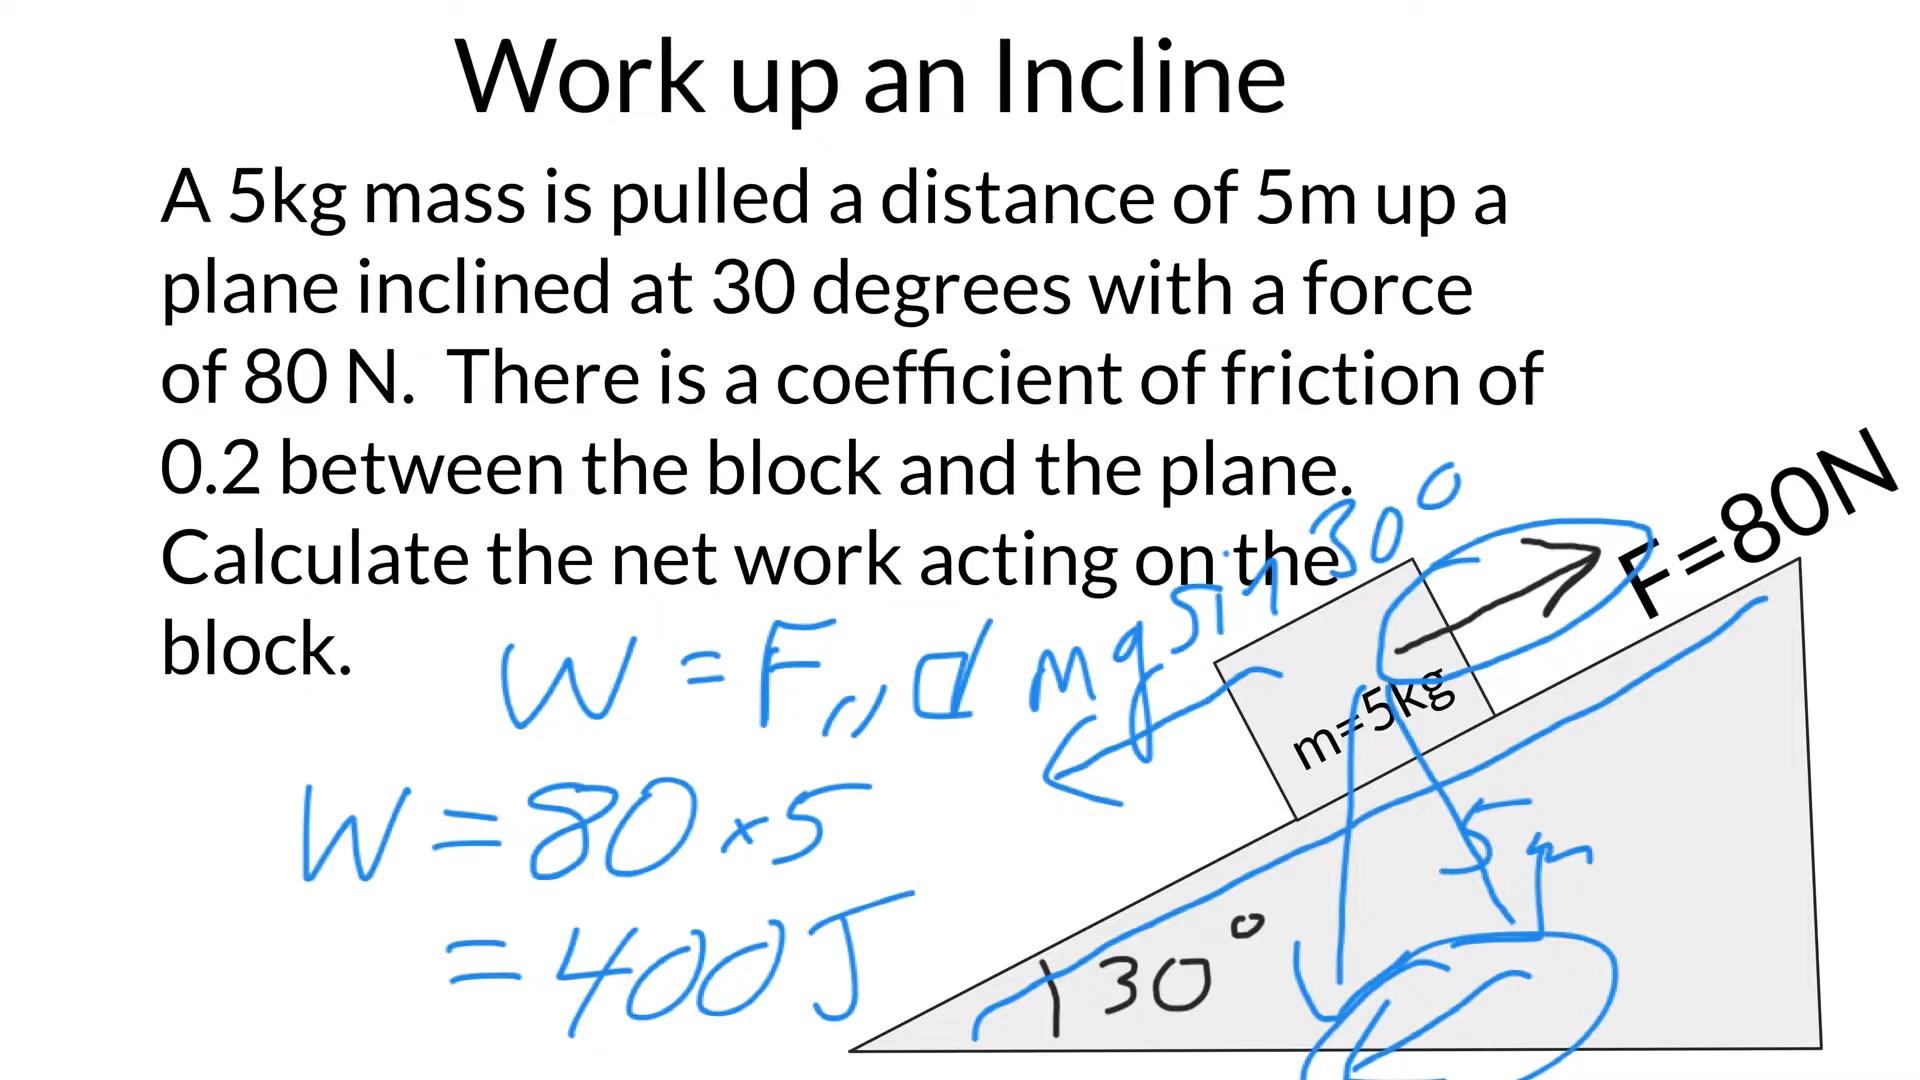 Work up an Incline
A 5kg mass is pulled a distance of 5m up a
plane inclined at 30 degrees with a force
of 80 N.  There is a coefficient of friction of
0.2 between the block and the plane.
Calculate the net work acting on the
block.
W = F,, d
mg sin 30°
F=80N
m=5kg
W = 80 × 5
= 400J
5m
30°